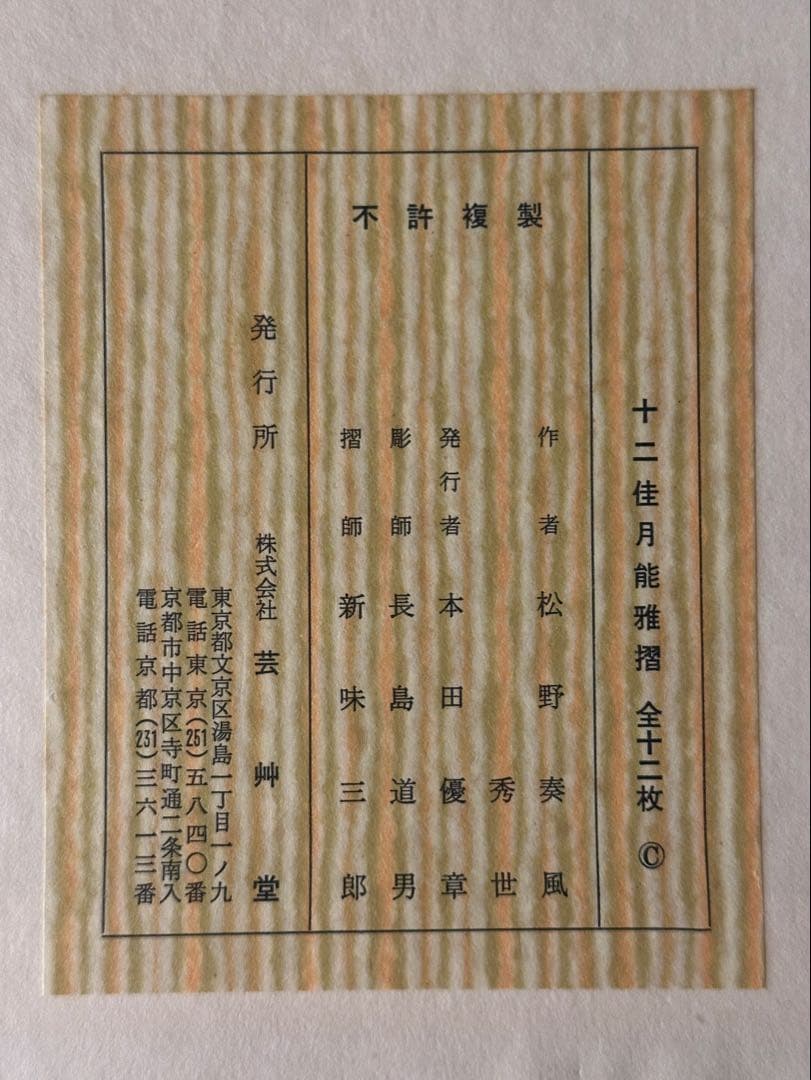 十二佳月能雅摺 全十二枚 ©
不許複製
作者 松野奏風
秀世
発行者 本田優章
彫師 長島道男
摺師 新味三郎
発行所 株式会社 芸艸堂
東京都文京区湯島一丁目一ノ九
電話東京(251)五八四〇番
京都市中京区寺町通二条南入
電話京都(231)三六一三番